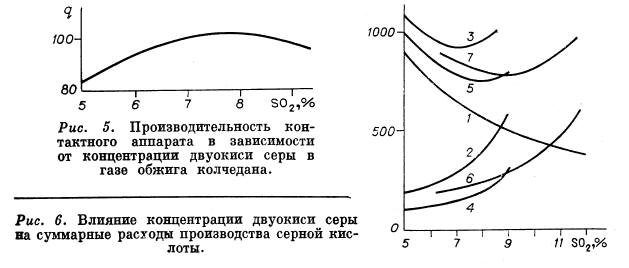 q
100
80
5 6 7 8 SO₂,%
Рис. 5. Производительность кон-
тактного аппарата в зависимости
от концентрации двуокиси серы в
газе обжига колчедана.
Рис. 6. Влияние концентрации двуокиси серы
на суммарные расходы производства серной кис-
лоты.
1000
500
3
7
5
1
2
6
4
5 7 9 11 SO₂,%